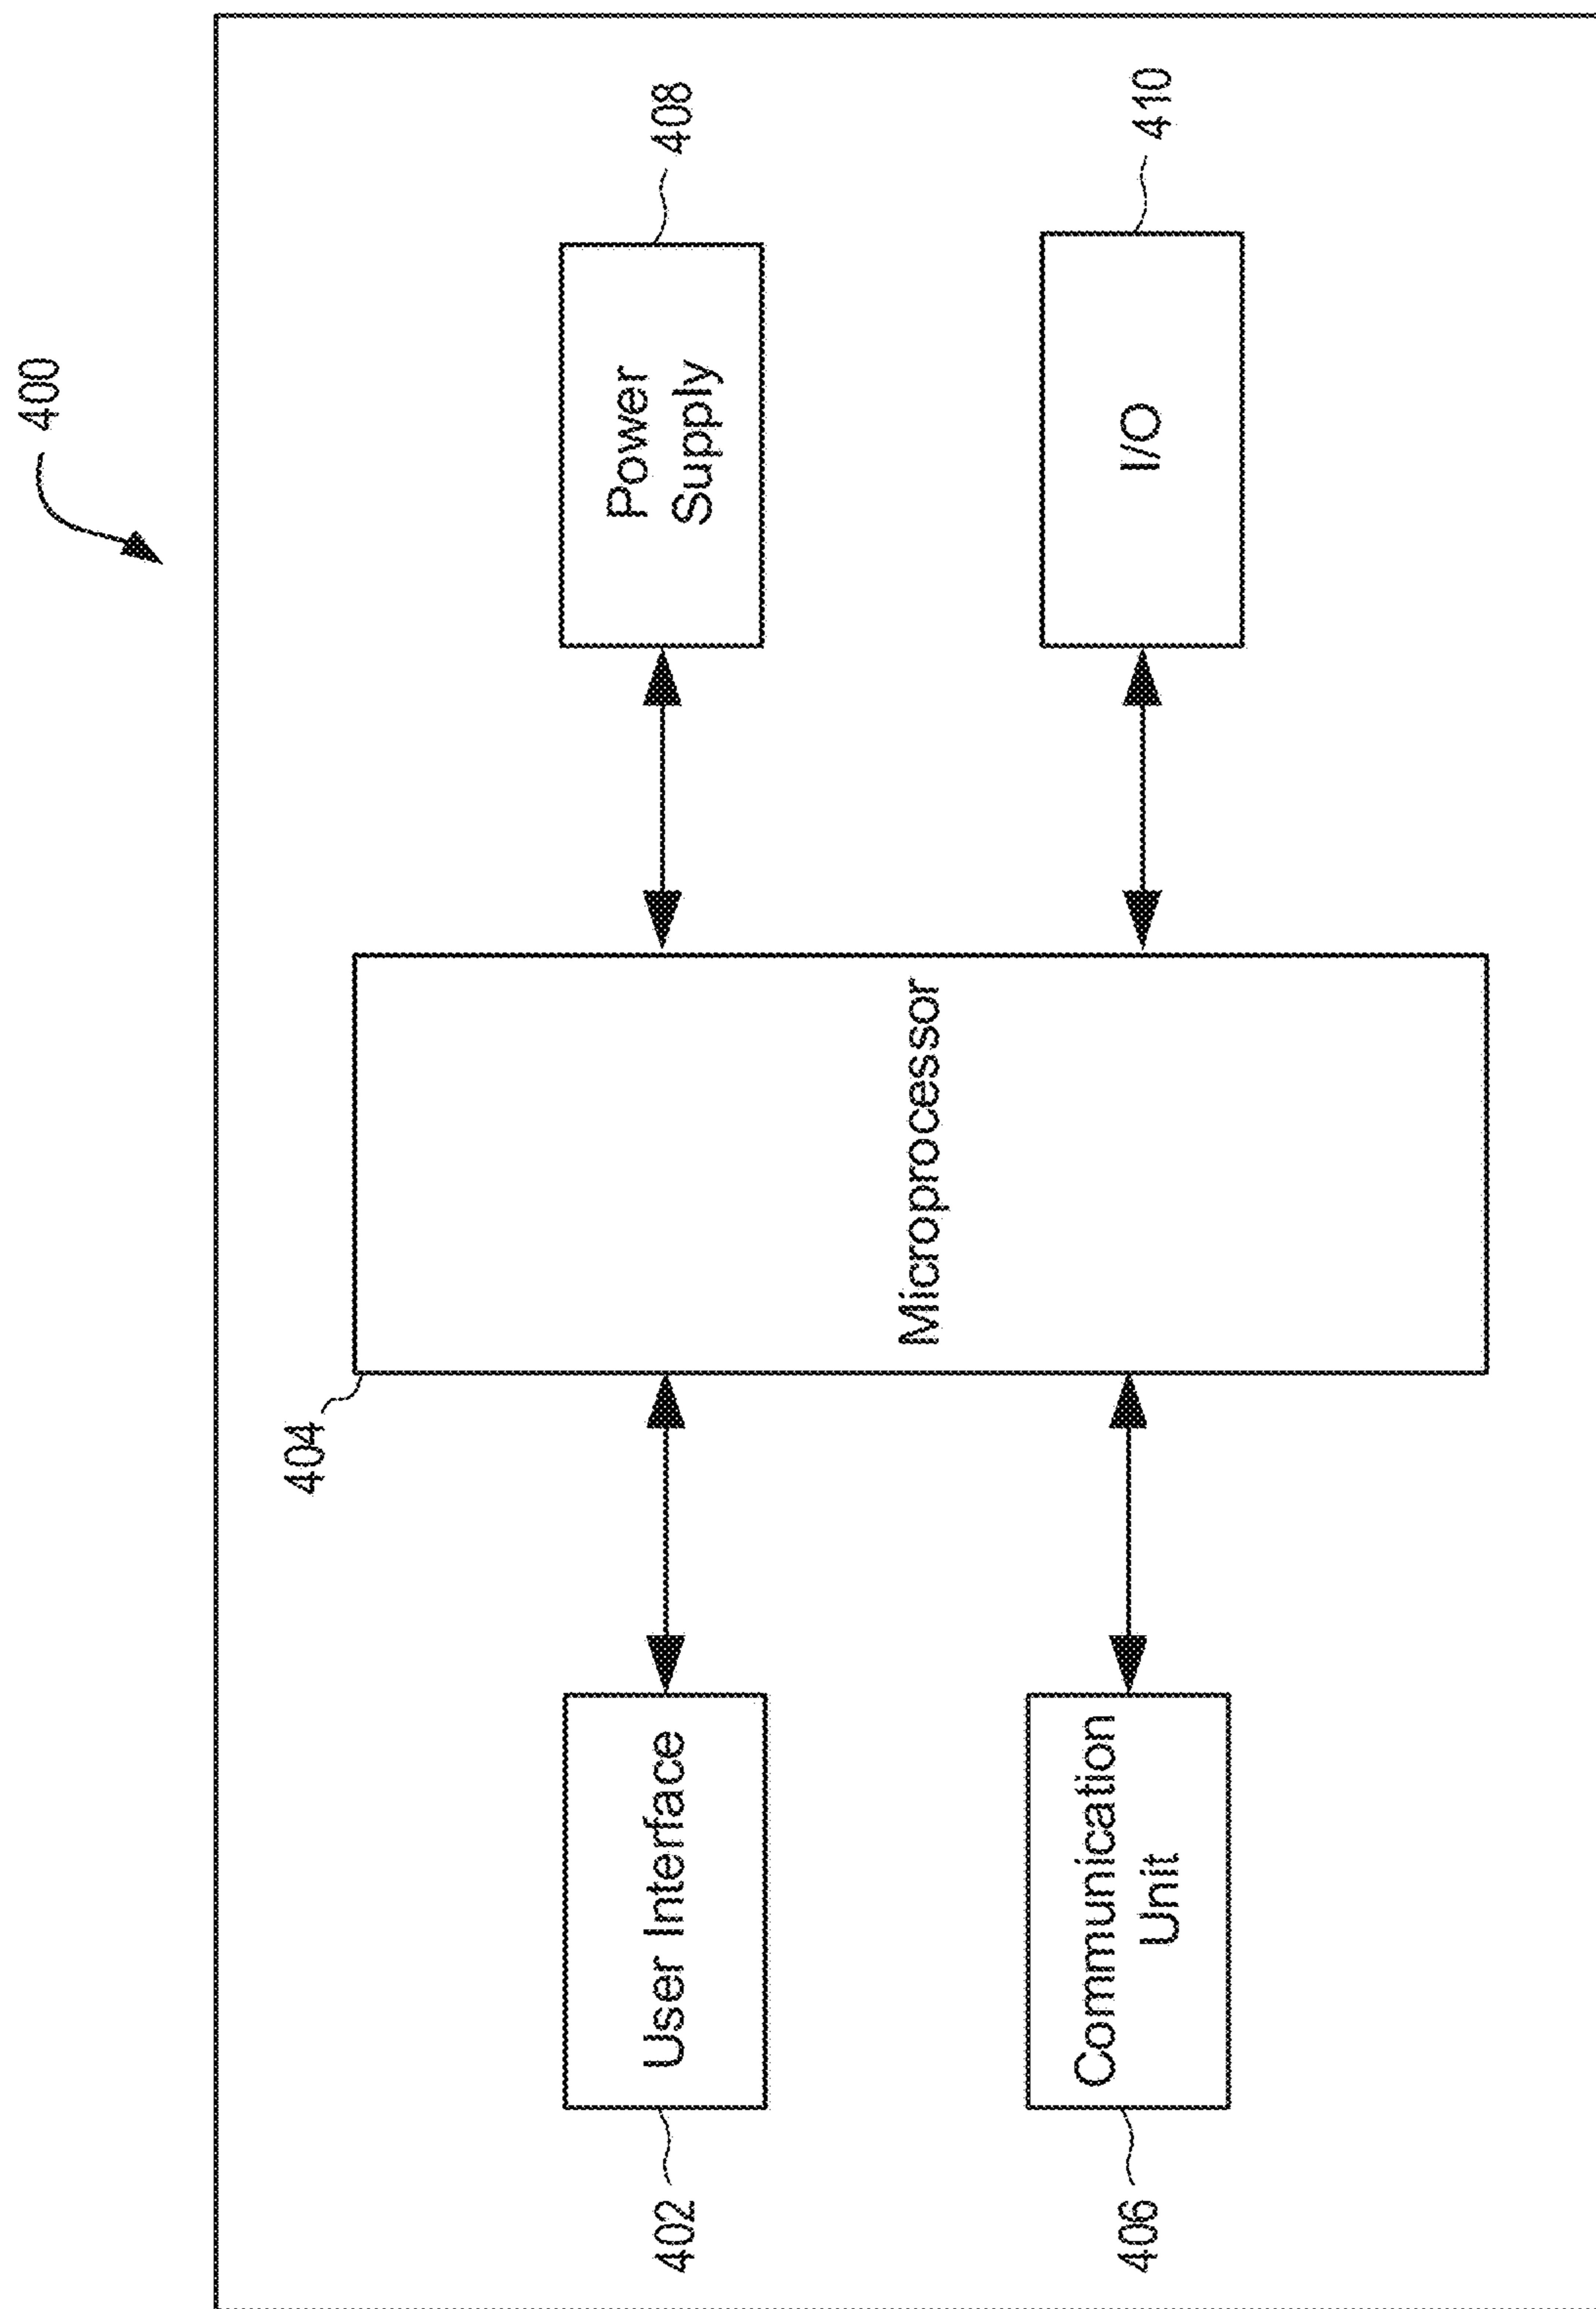 400
404
402
User Interface
Microprocessor
Power
Supply
408
406
Communication
Unit
I/O
410